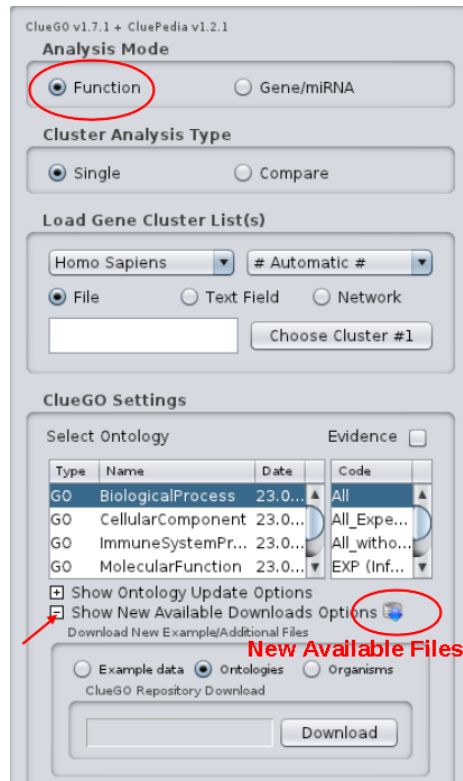 ClueGO v1.7.1 + CluePedia v1.2.1
Analysis Mode
Function Gene/miRNA
Cluster Analysis Type
Single Compare
Load Gene Cluster List(s)
Homo Sapiens # Automatic #
File Text Field Network
Choose Cluster #1
ClueGO Settings
Select Ontology Evidence
Type Name Date Code
GO BiologicalProcess 23.0... All
GO CellularComponent 23.0... All_Expe...
GO ImmuneSystemPr... 23.0... All_witho...
GO MolecularFunction 23.0... EXP (Inf...
Show Ontology Update Options
Show New Available Downloads Options
Download New Example/Additional Files
New Available Files
Example data Ontologies Organisms
ClueGO Repository Download
Download